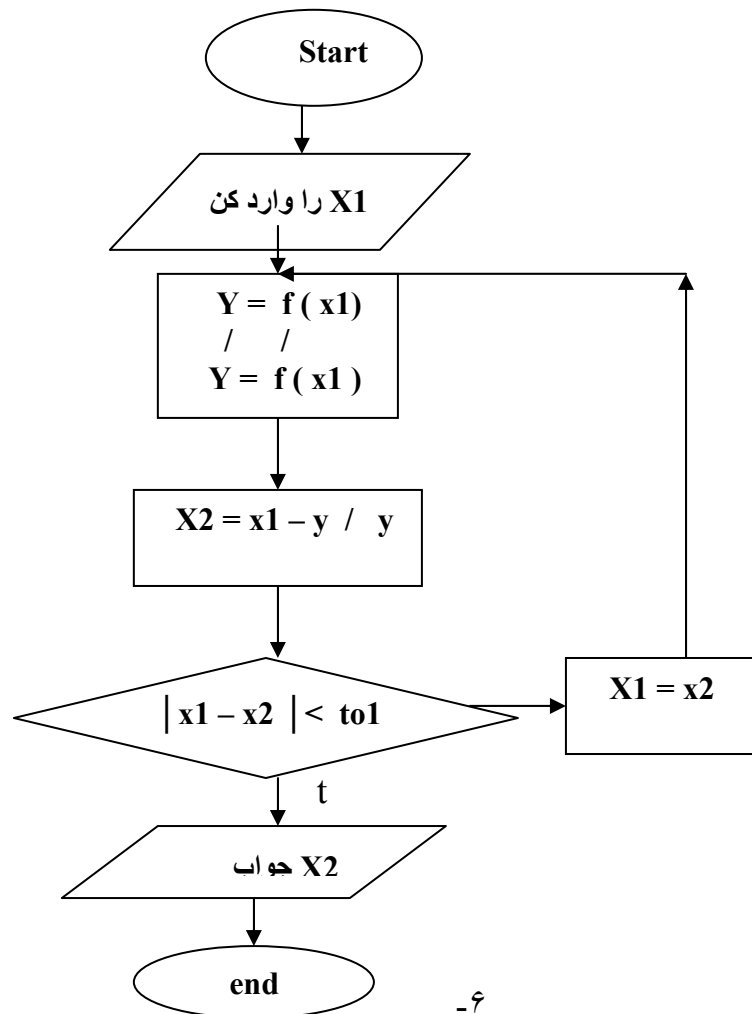 Start
X1 را وارد کن
Y = f ( x1)
/ /
Y = f ( x1 )
X2 = x1 – y / y
| x1 – x2 | < to1
X1 = x2
t
X2 جواب
end
۶-